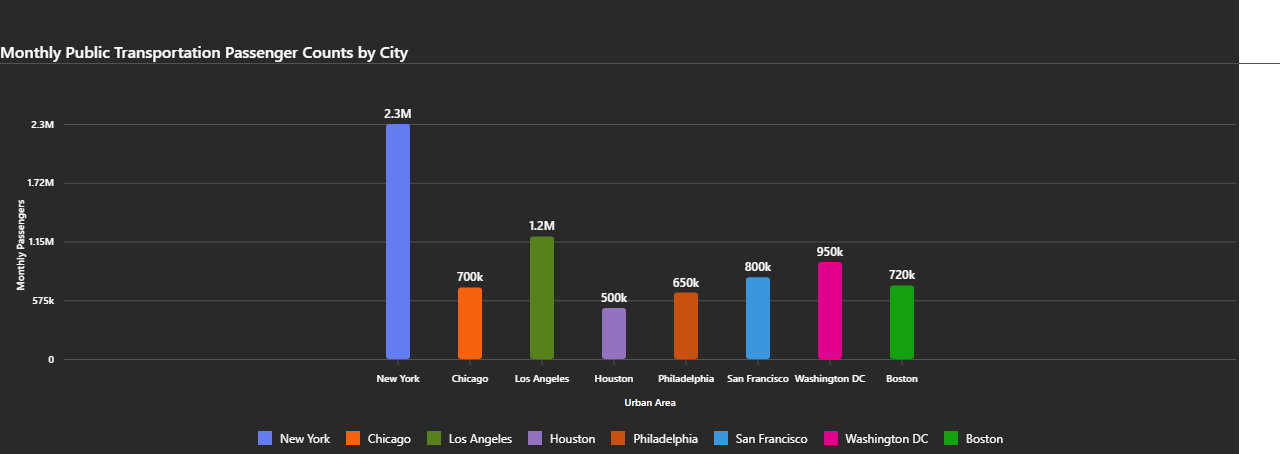 Monthly Public Transportation Passenger Counts by City
2.3M
2.3M
1.72M
1.2M
1.15M
950k
800k
720k
700k
650k
575k
500k
0
Monthly Passengers
New York Chicago Los Angeles Houston Philadelphia San Francisco Washington DC Boston
Urban Area
New York Chicago Los Angeles Houston Philadelphia San Francisco Washington DC Boston